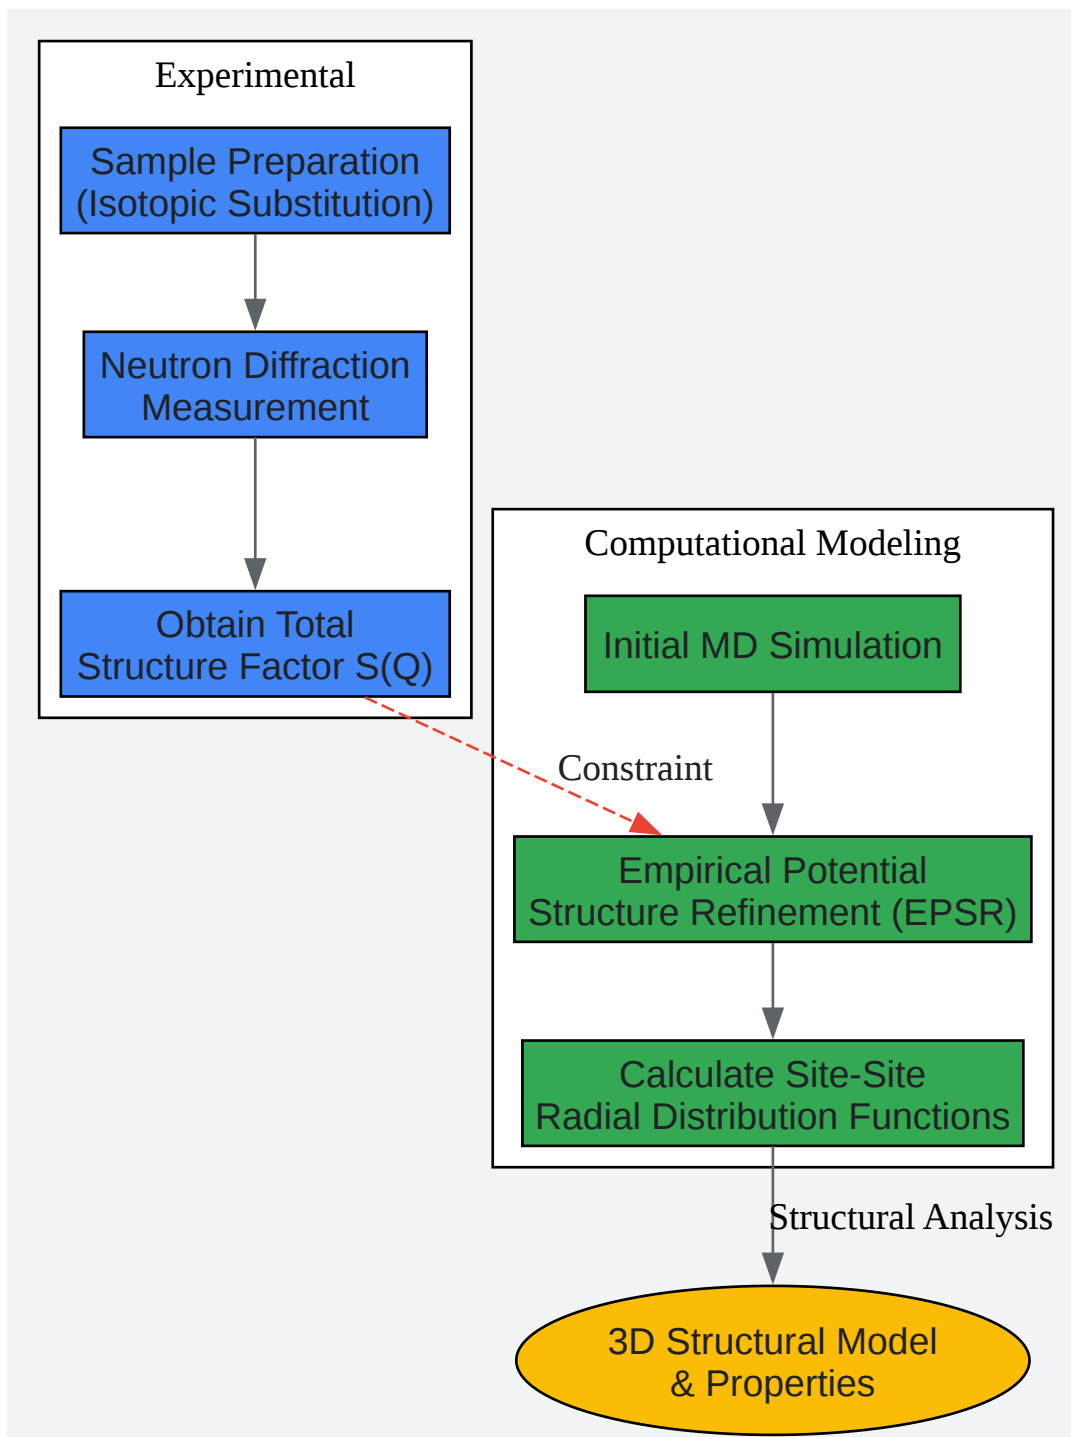 Experimental
Sample Preparation
(Isotopic Substitution)
Neutron Diffraction
Measurement
Obtain Total
Structure Factor S(Q)
Computational Modeling
Initial MD Simulation
Constraint
Empirical Potential
Structure Refinement (EPSR)
Calculate Site-Site
Radial Distribution Functions
Structural Analysis
3D Structural Model
& Properties